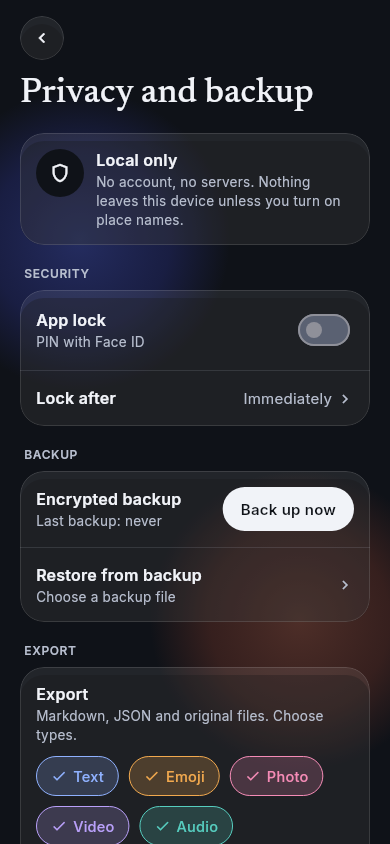 Privacy and backup
Local only
No account, no servers. Nothing
leaves this device unless you turn on
place names.
SECURITY
App lock
PIN with Face ID
Lock after
Immediately
BACKUP
Encrypted backup
Last backup: never
Back up now
Restore from backup
Choose a backup file
EXPORT
Export
Markdown, JSON and original files. Choose
types.
Text
Emoji
Photo
Video
Audio